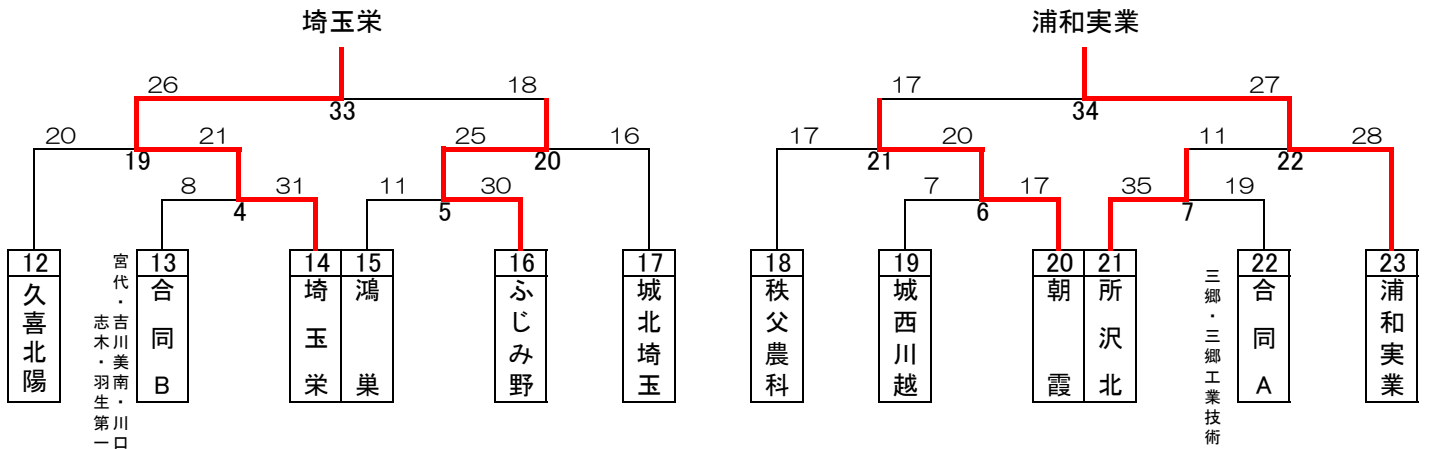 埼玉栄
浦和実業
26
18
17
27
33
34
20
21
25
16
17
20
11
28
19
20
21
22
8
31
11
30
7
17
35
19
4
5
6
7
12
13
14
15
16
17
18
19
20
21
22
23
久喜北陽
宮代・吉川美南・川口
志木・羽生第一
合同B
埼玉栄
鴻巣
ふじみ野
城北埼玉
秩父農科
城西川越
朝霞
所沢北
三郷・三郷工業技術
合同A
浦和実業